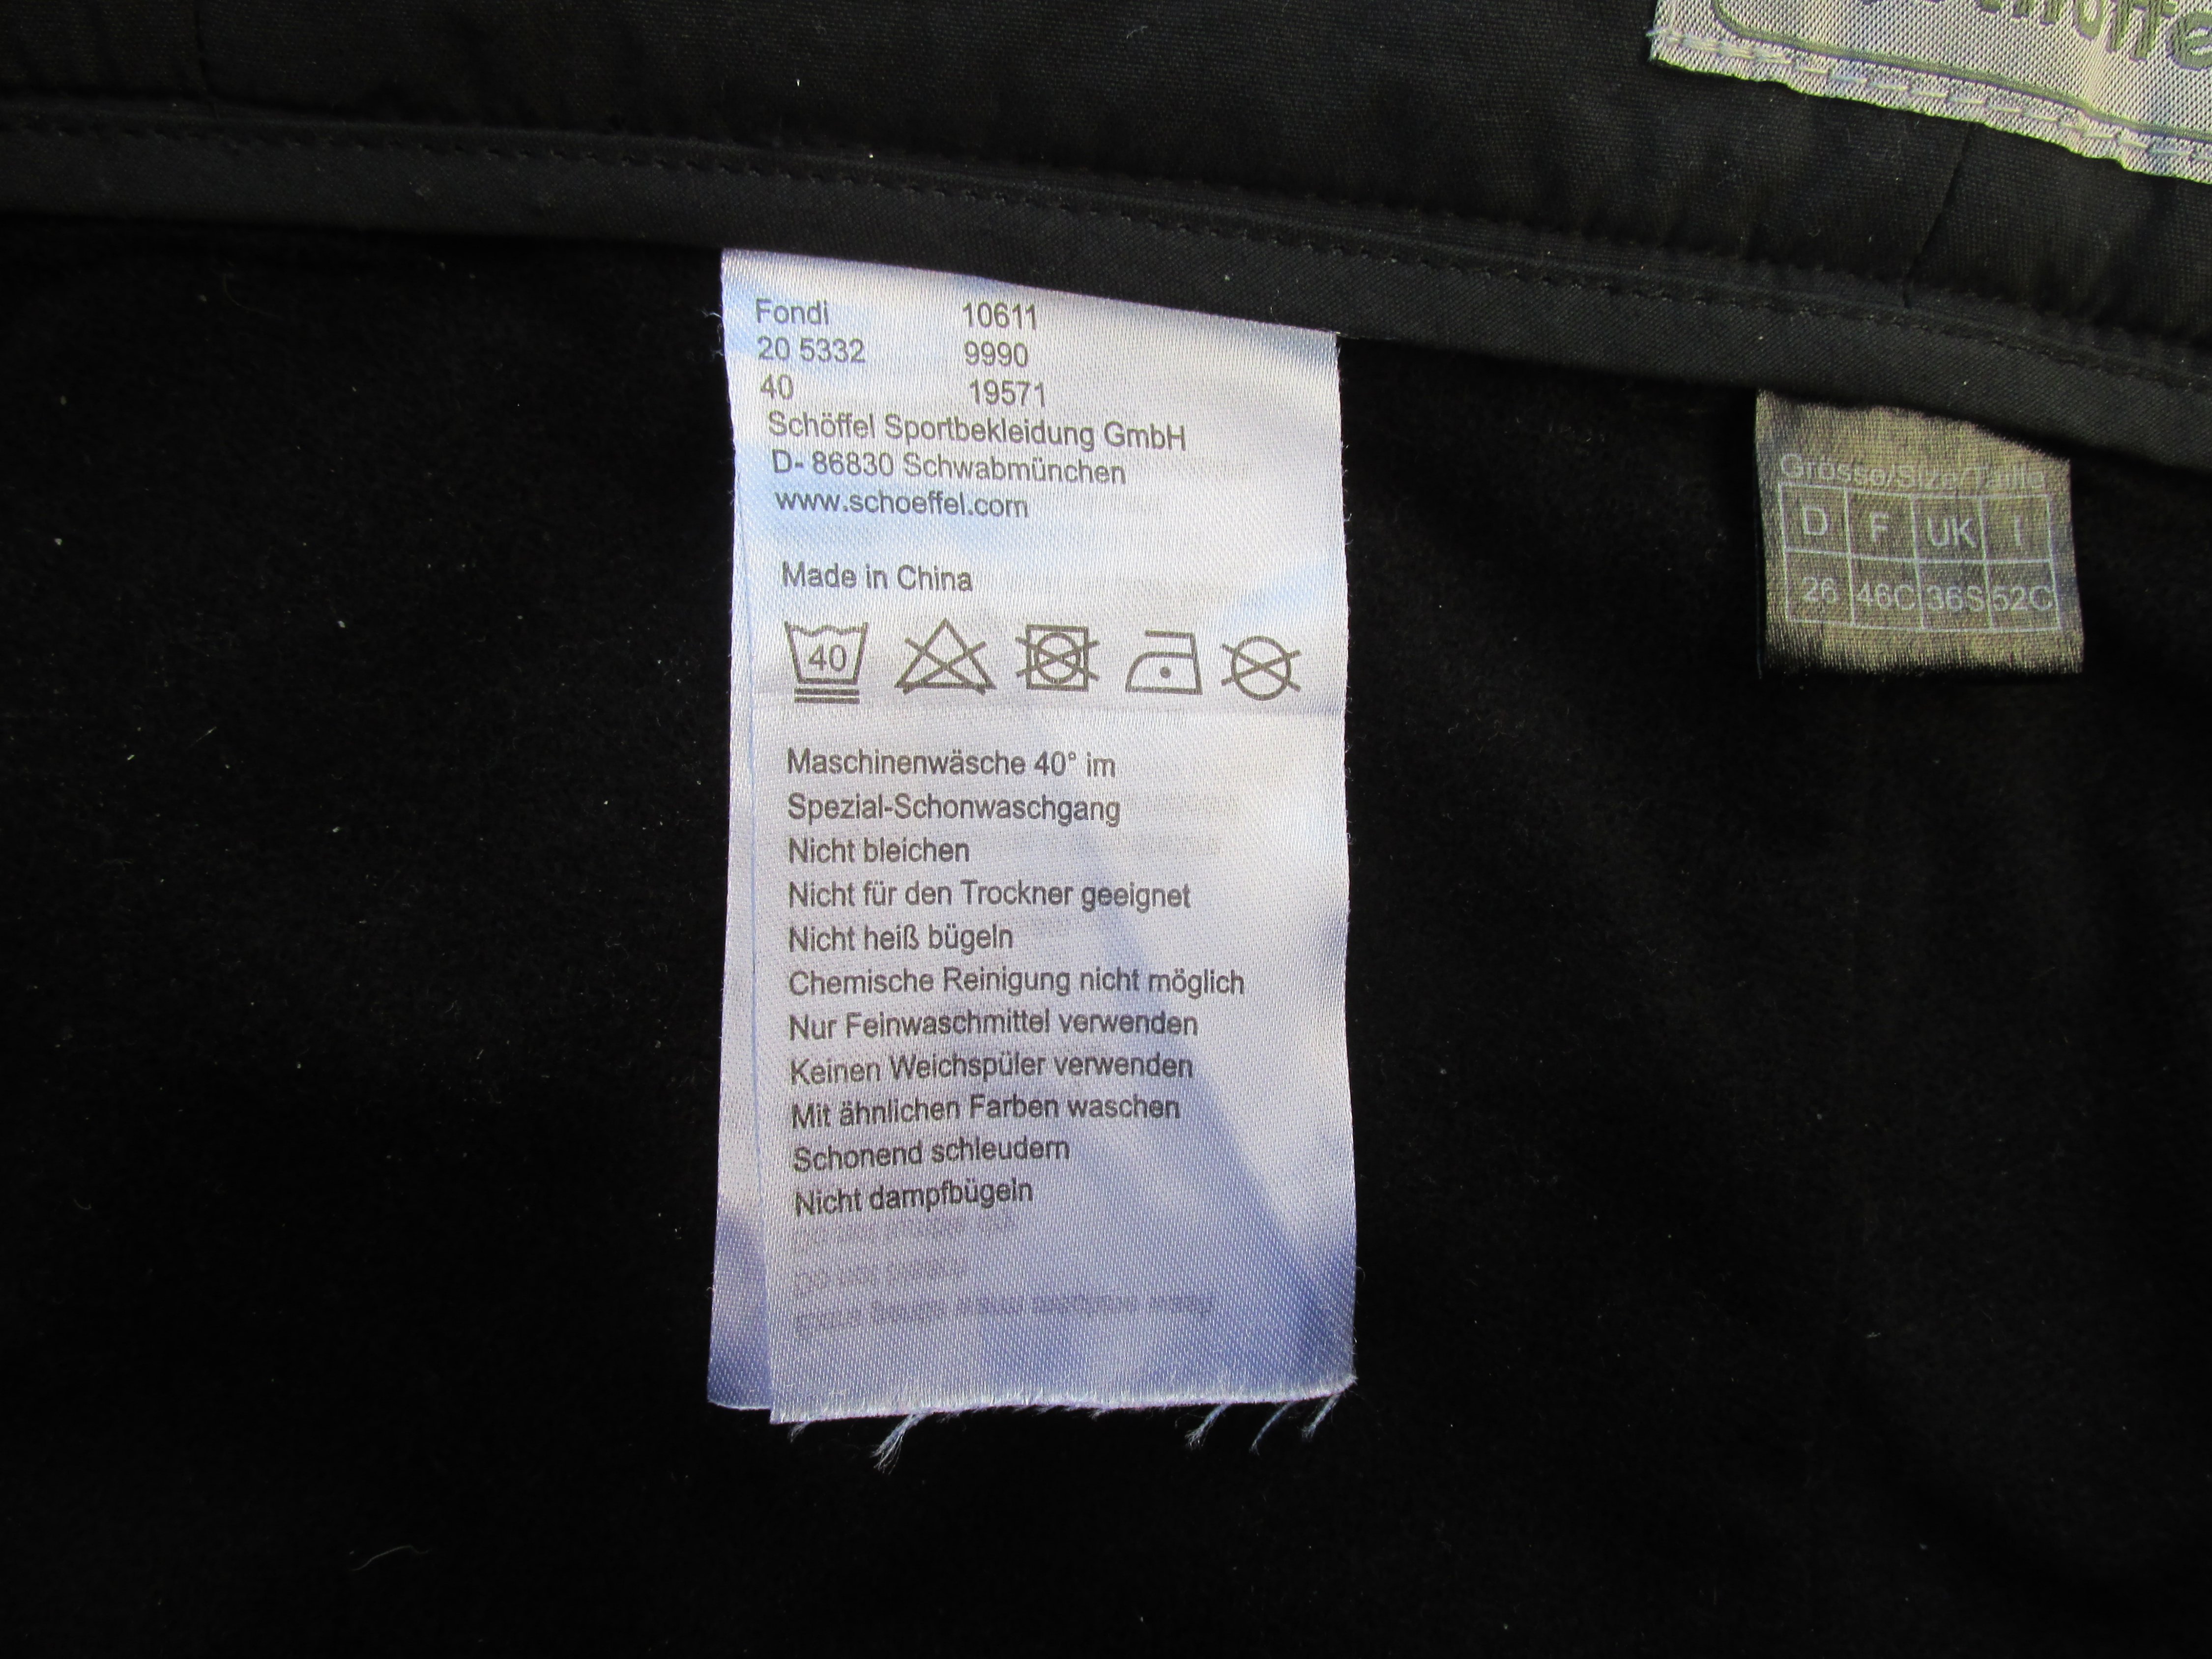 Fondi 10611
20 5332 9990
40 19571
Schöffel Sportbekleidung GmbH
D- 86830 Schwabmünchen
www.schoeffel.com
Made in China
40
Maschinenwäsche 40° im
Spezial-Schonwaschgang
Nicht bleichen
Nicht für den Trockner geeignet
Nicht heiß bügeln
Chemische Reinigung nicht möglich
Nur Feinwaschmittel verwenden
Keinen Weichspüler verwenden
Mit ähnlichen Farben waschen
Schonend schleudern
Nicht dampfbügeln
Grösse/Size/Taille
D F UK I
26 46C 36S 52C